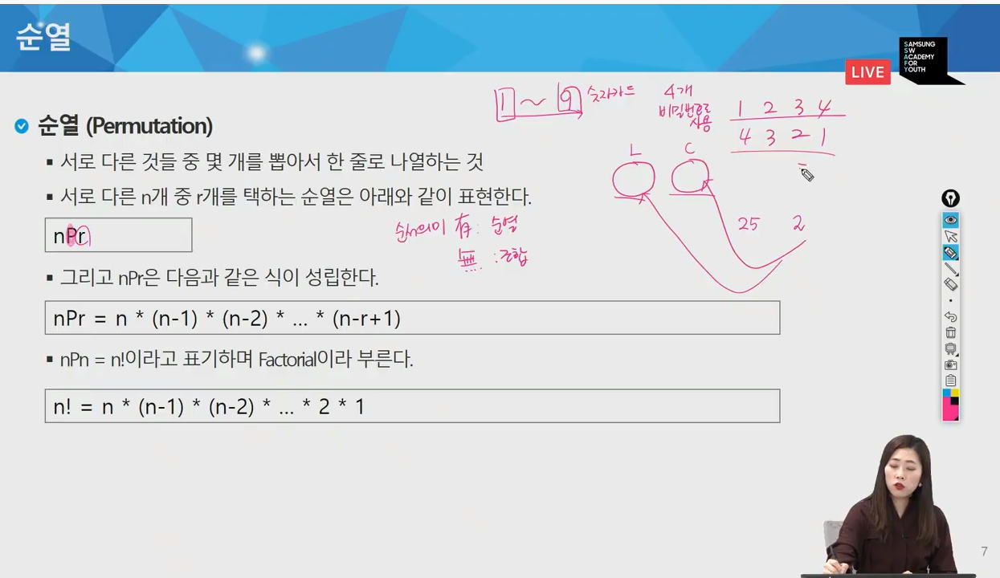 순열
SAMSUNG
SW
ACADEMY
FOR
YOUTH
LIVE
1 ~ 9 숫자카드
4개
비밀번호로
사용
1 2 3 4
4 3 2 1
순열 (Permutation)
▪ 서로 다른 것들 중 몇 개를 뽑아서 한 줄로 나열하는 것
L C
▪ 서로 다른 n개 중 r개를 택하는 순열은 아래와 같이 표현한다.
nPr
순서의미 有 : 순열
無 : 조합
25 2
▪ 그리고 nPr은 다음과 같은 식이 성립한다.
nPr = n * (n-1) * (n-2) * ... * (n-r+1)
▪ nPn = n!이라고 표기하며 Factorial이라 부른다.
n! = n * (n-1) * (n-2) * ... * 2 * 1
7